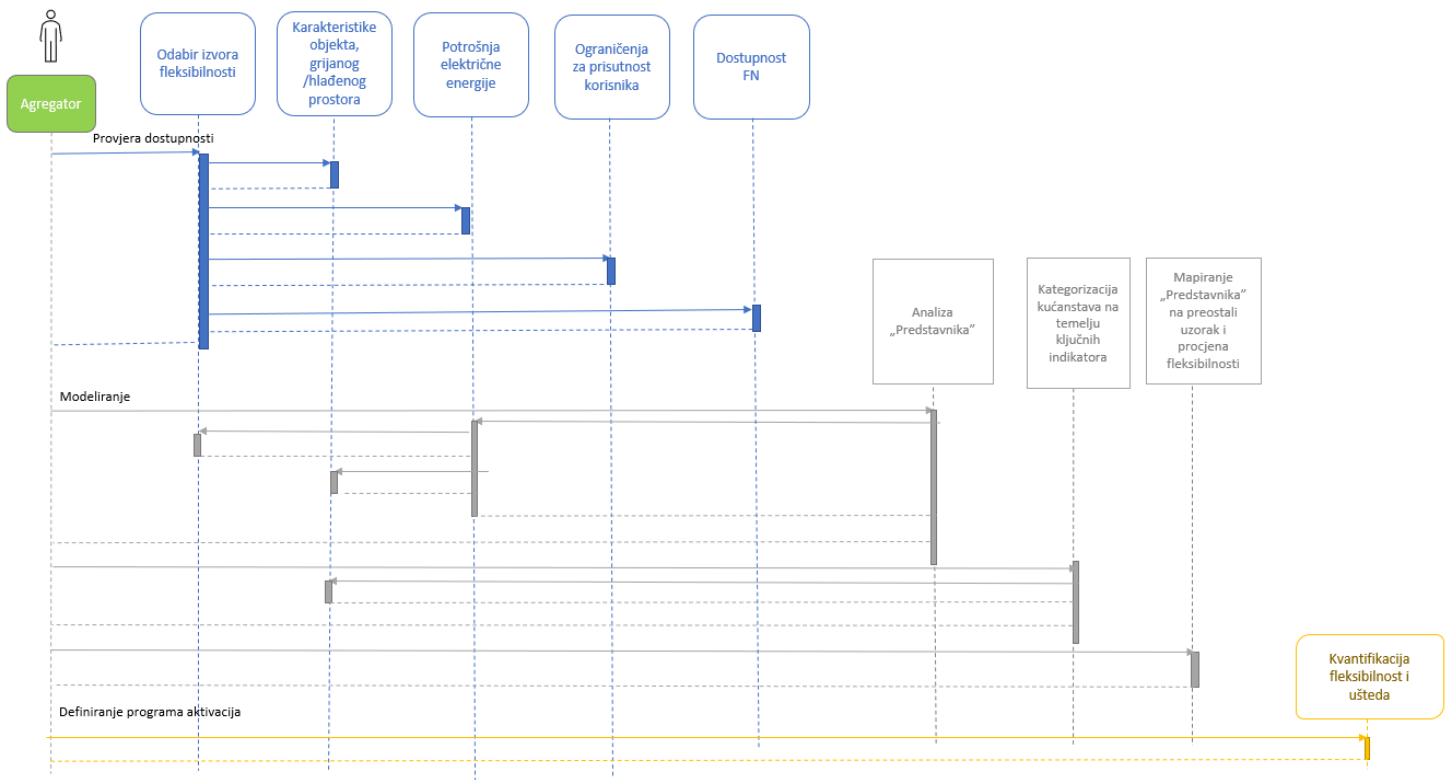 Agregator
Odabir izvora
fleksibilnosti
Karakteristike
objekta,
grijanog
/hlađenog
prostora
Potrošnja
električne
energije
Ograničenja
za prisutnost
korisnika
Dostupnost
FN
Provjera dostupnosti
Analiza
„Predstavnika”
Kategorizacija
kućanstava na
temelju
ključnih
indikatora
Mapiranje
„Predstavnika”
na preostali
uzorak i
procjena
fleksibilnosti
Modeliranje
Kvantifikacija
fleksibilnost i
ušteda
Definiranje programa aktivacija